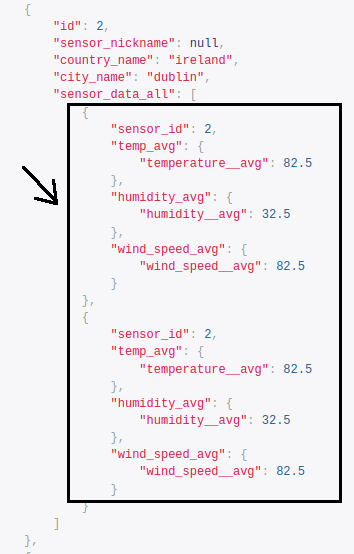 {
"id": 2,
"sensor_nickname": null,
"country_name": "ireland",
"city_name": "dublin",
"sensor_data_all": [
{
"sensor_id": 2,
"temp_avg": {
"temperature__avg": 82.5
},
"humidity_avg": {
"humidity__avg": 32.5
},
"wind_speed_avg": {
"wind_speed__avg": 82.5
}
},
{
"sensor_id": 2,
"temp_avg": {
"temperature__avg": 82.5
},
"humidity_avg": {
"humidity__avg": 32.5
},
"wind_speed_avg": {
"wind_speed__avg": 82.5
}
}
]
},